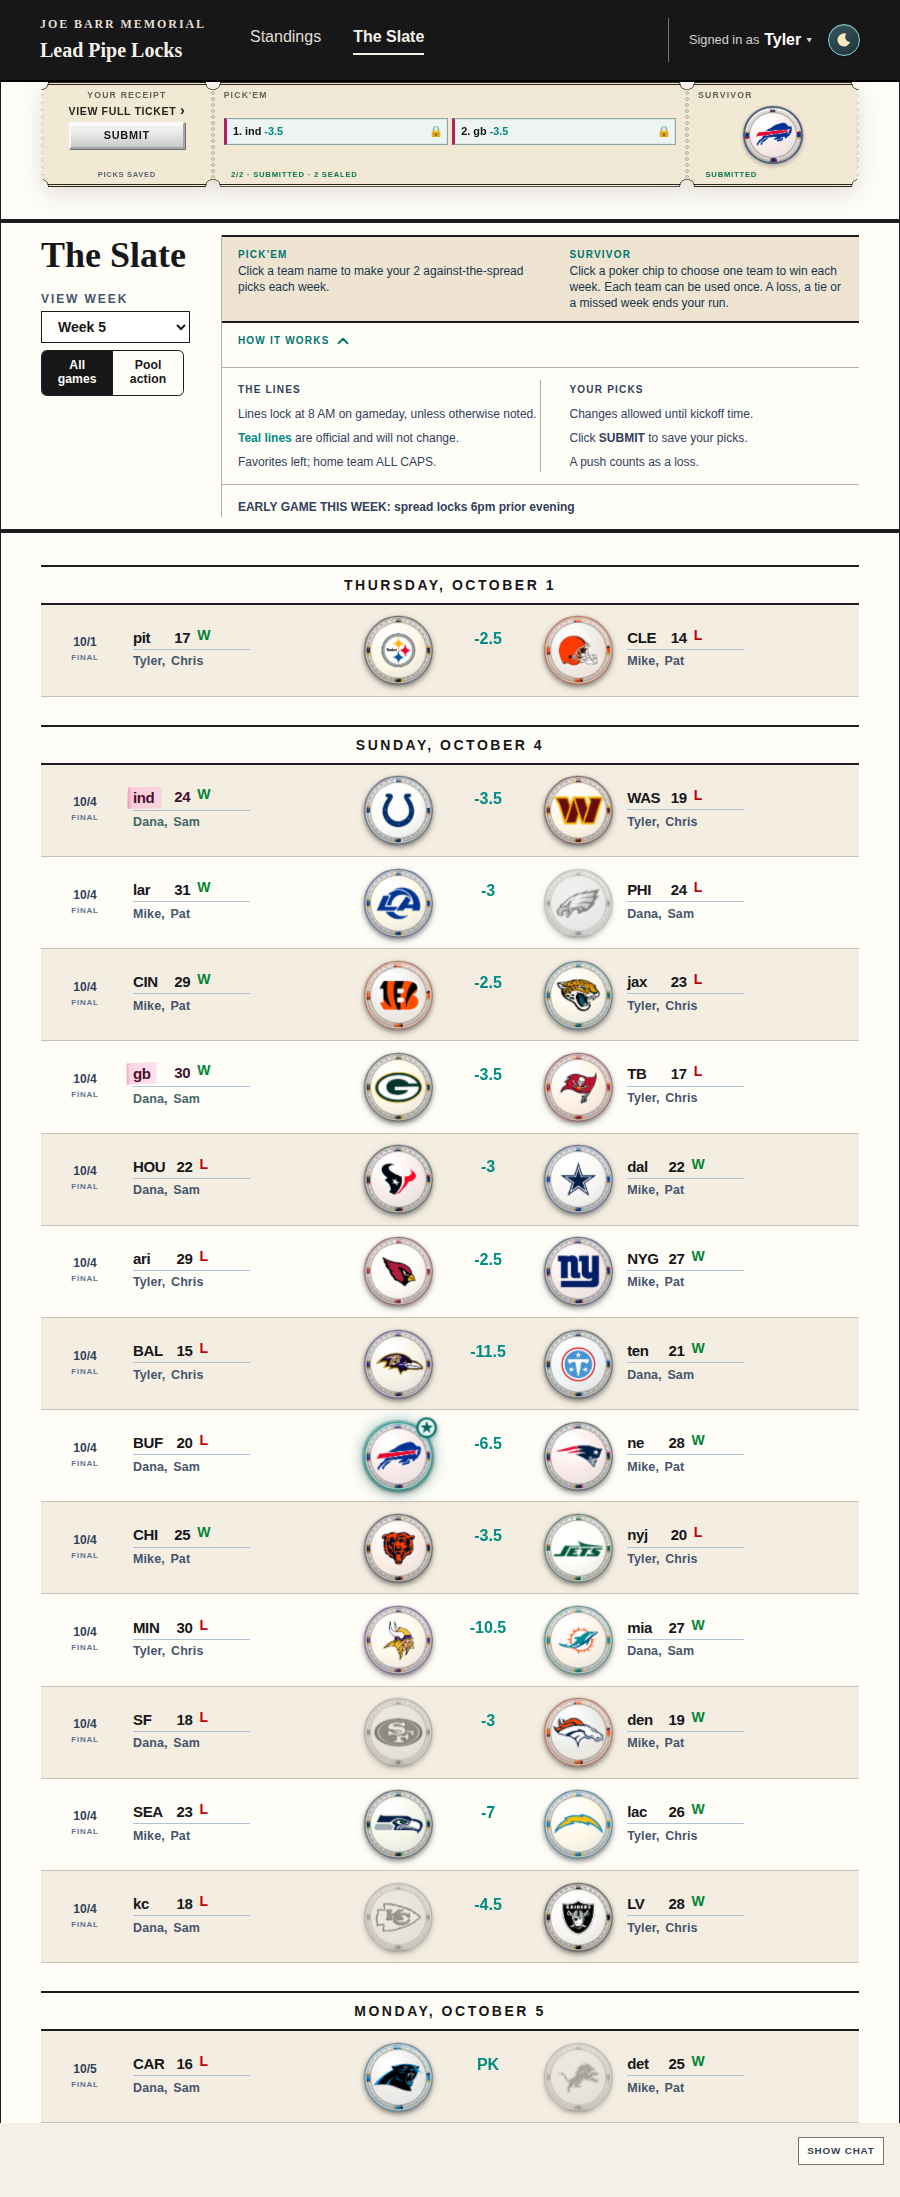 JOE BARR MEMORIAL
Lead Pipe Locks
Standings
The Slate
Signed in as Tyler
YOUR RECEIPT
VIEW FULL TICKET ›
SUBMIT
PICKS SAVED
PICK'EM
1. ind -3.5
2. gb -3.5
2/2 · SUBMITTED · 2 SEALED
SURVIVOR
SUBMITTED
The Slate
VIEW WEEK
Week 5
All games
Pool action
PICK'EM
Click a team name to make your 2 against-the-spread
picks each week.
SURVIVOR
Click a poker chip to choose one team to win each
week. Each team can be used once. A loss, a tie or
a missed week ends your run.
HOW IT WORKS
THE LINES
Lines lock at 8 AM on gameday, unless otherwise noted.
Teal lines are official and will not change.
Favorites left; home team ALL CAPS.
YOUR PICKS
Changes allowed until kickoff time.
Click SUBMIT to save your picks.
A push counts as a loss.
EARLY GAME THIS WEEK: spread locks 6pm prior evening
THURSDAY, OCTOBER 1
10/1 pit 17 W -2.5 CLE 14 L
FINAL Tyler, Chris Mike, Pat
SUNDAY, OCTOBER 4
10/4 ind 24 W -3.5 WAS 19 L
FINAL Dana, Sam Tyler, Chris
10/4 lar 31 W -3 PHI 24 L
FINAL Mike, Pat Dana, Sam
10/4 CIN 29 W -2.5 jax 23 L
FINAL Mike, Pat Tyler, Chris
10/4 gb 30 W -3.5 TB 17 L
FINAL Dana, Sam Tyler, Chris
10/4 HOU 22 L -3 dal 22 W
FINAL Dana, Sam Mike, Pat
10/4 ari 29 L -2.5 NYG 27 W
FINAL Tyler, Chris Mike, Pat
10/4 BAL 15 L -11.5 ten 21 W
FINAL Tyler, Chris Dana, Sam
10/4 BUF 20 L -6.5 ne 28 W
FINAL Dana, Sam Mike, Pat
10/4 CHI 25 W -3.5 nyj 20 L
FINAL Mike, Pat JETS Tyler, Chris
10/4 MIN 30 L -10.5 mia 27 W
FINAL Tyler, Chris Dana, Sam
10/4 SF 18 L -3 den 19 W
FINAL Dana, Sam Mike, Pat
10/4 SEA 23 L -7 lac 26 W
FINAL Mike, Pat Tyler, Chris
10/4 kc 18 L -4.5 LV 28 W
FINAL Dana, Sam RAIDERS Tyler, Chris
MONDAY, OCTOBER 5
10/5 CAR 16 L PK det 25 W
FINAL Dana, Sam Mike, Pat
SHOW CHAT